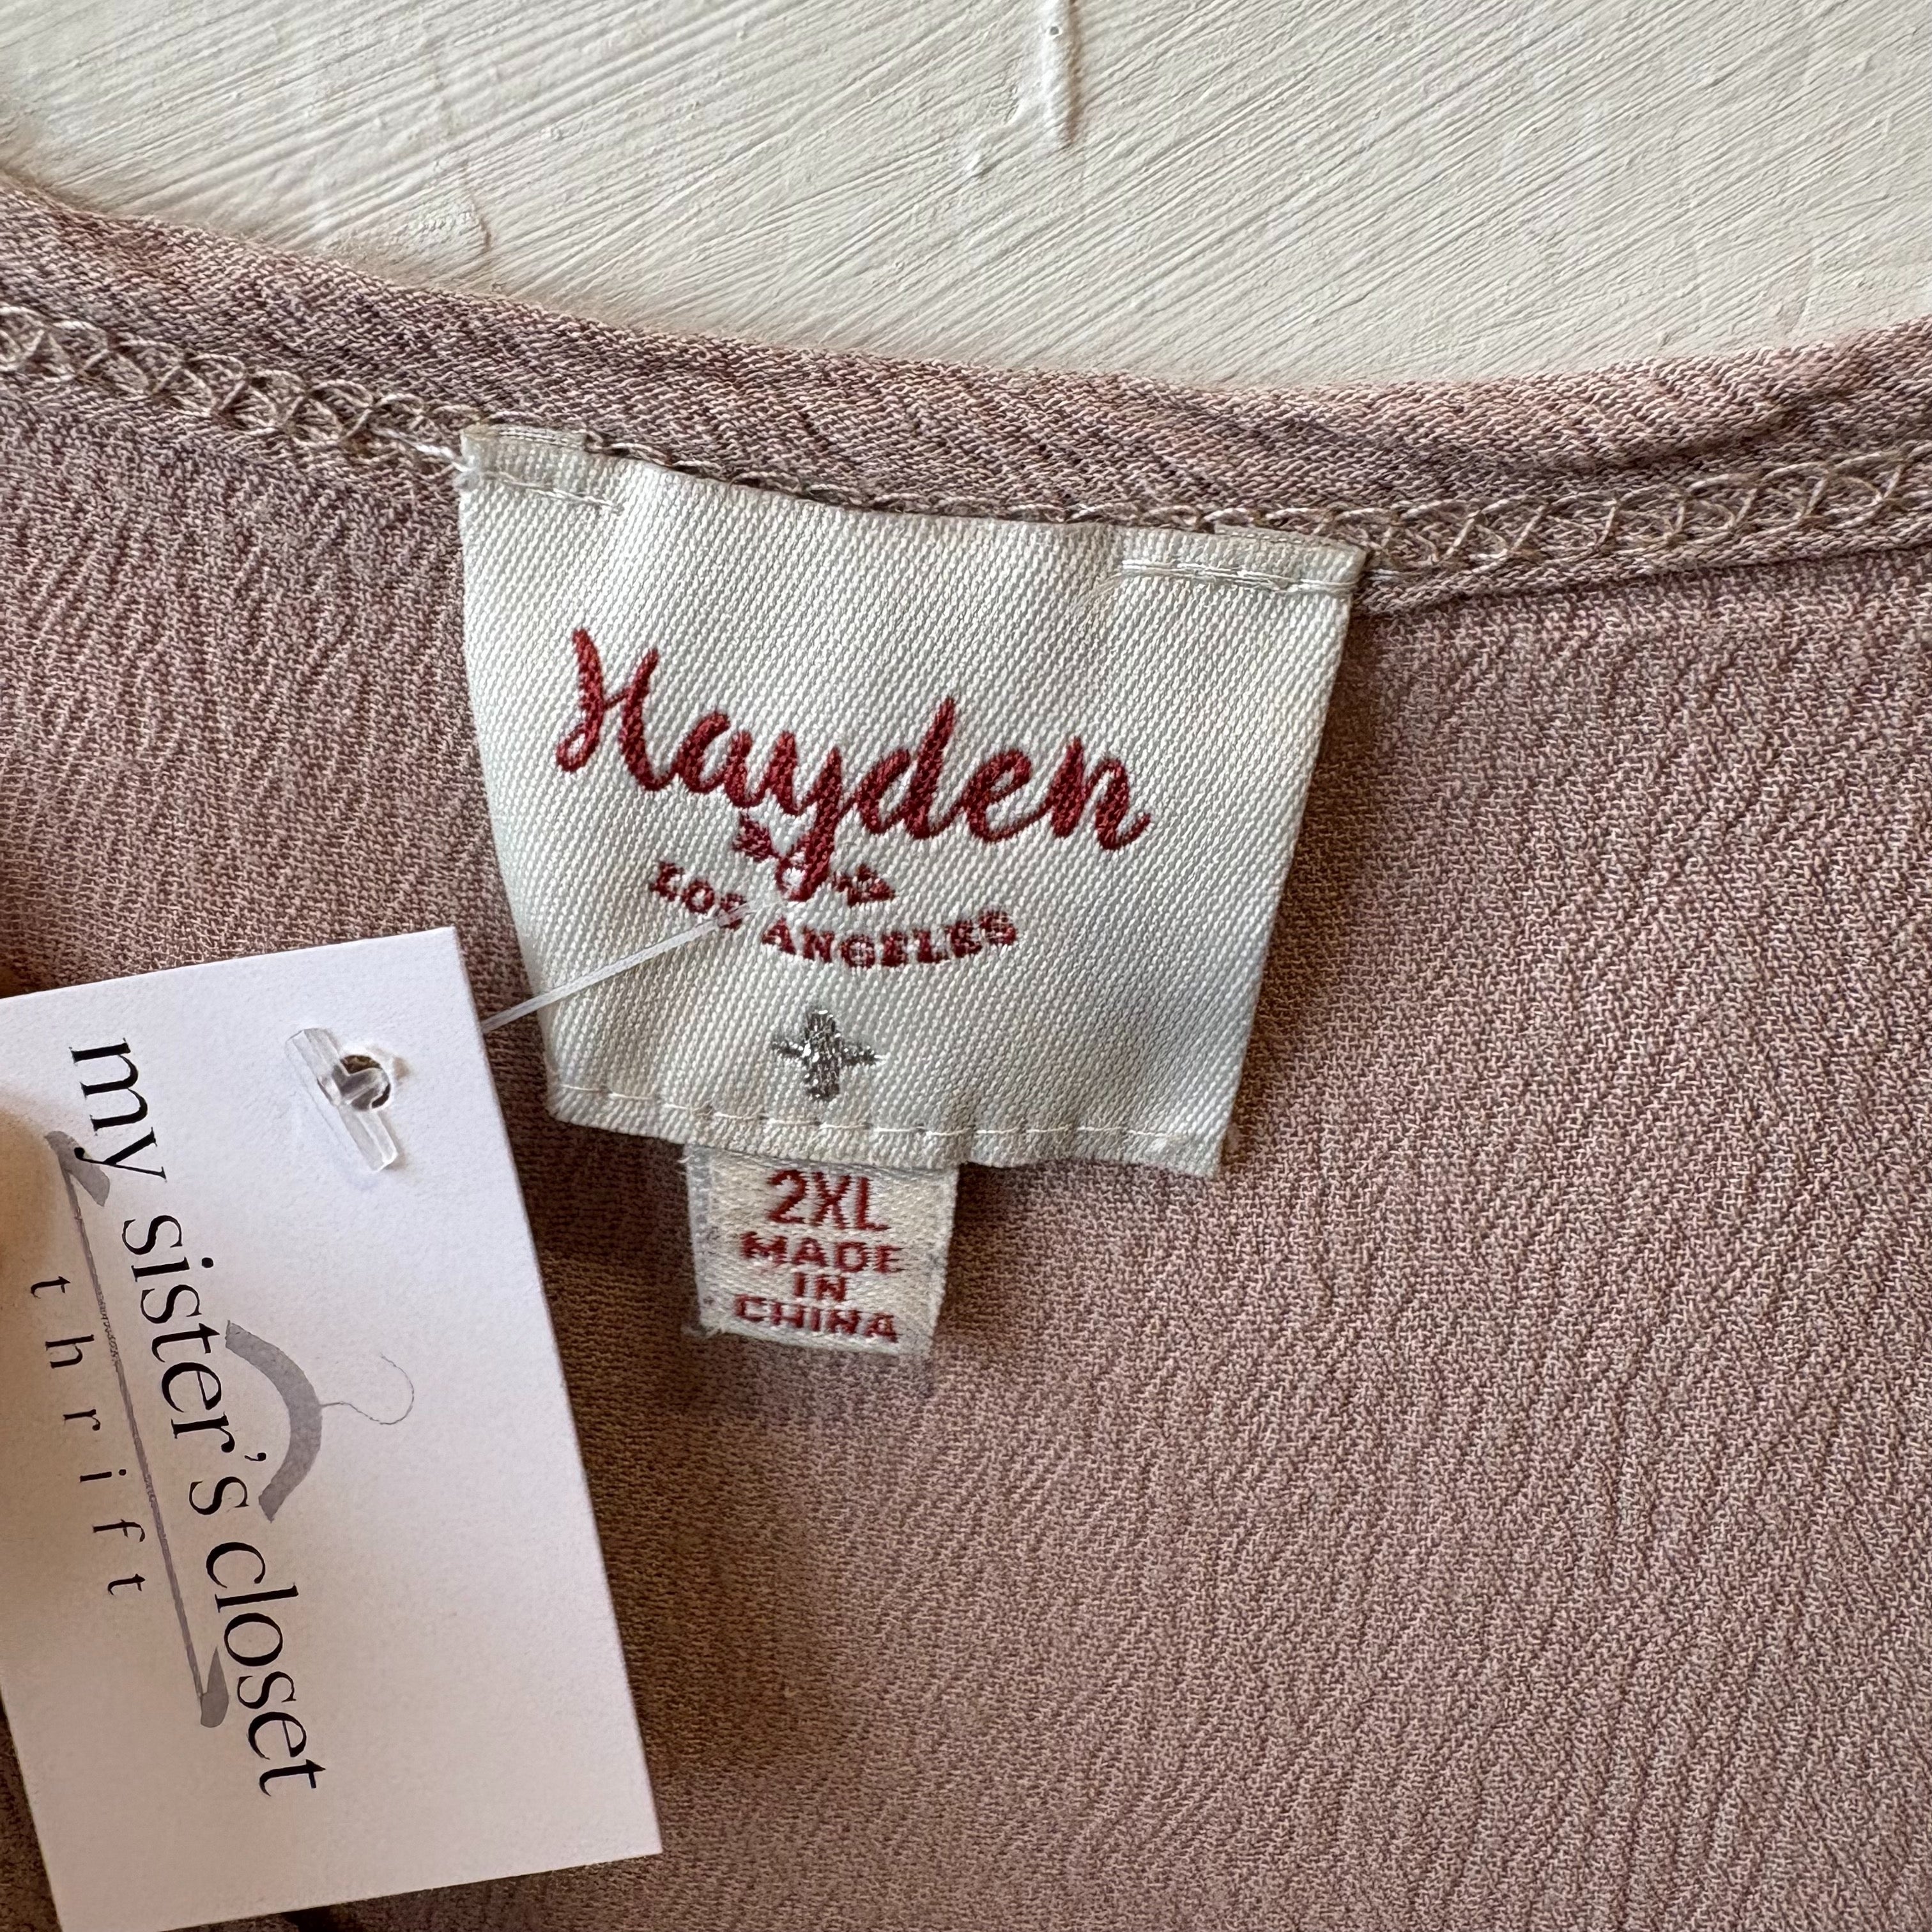 Hayden
LOS ANGELES
+
2XL
MADE
IN
CHINA
my sister's closet
thrift